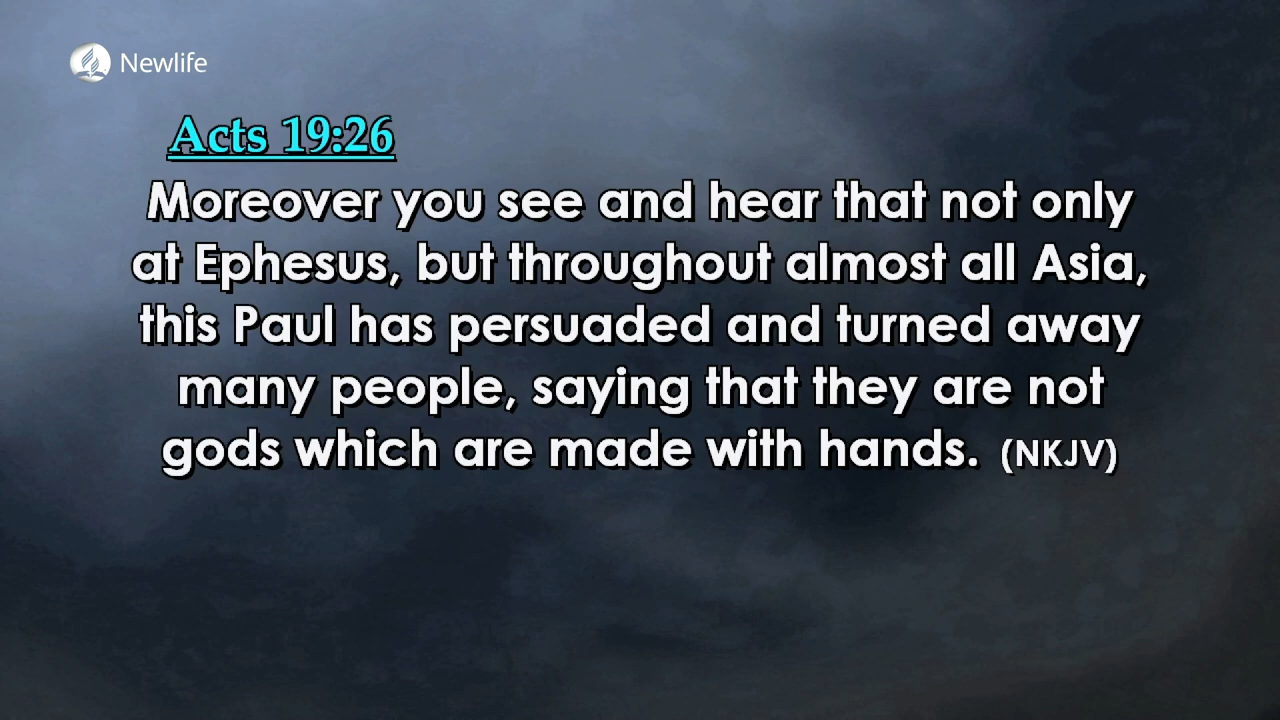 Newlife
Acts 19:26
Moreover you see and hear that not only
at Ephesus, but throughout almost all Asia,
this Paul has persuaded and turned away
many people, saying that they are not
gods which are made with hands. (NKJV)